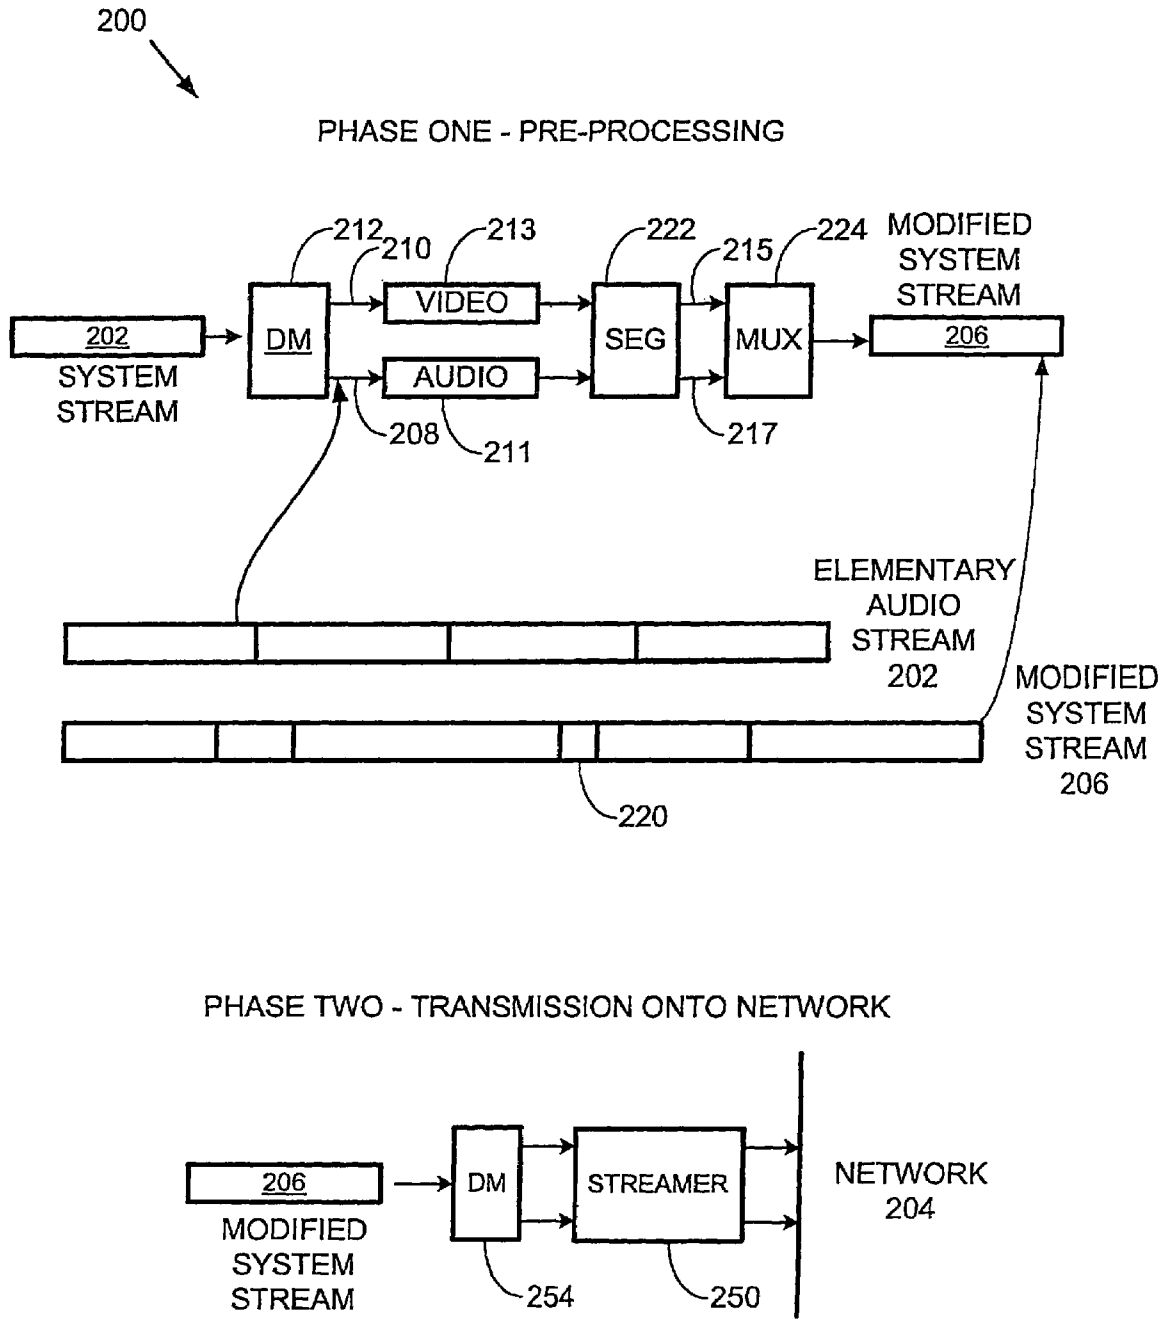 200
PHASE ONE - PRE-PROCESSING
212
210
213
222
215
224
MODIFIED
SYSTEM
STREAM
202
SYSTEM
STREAM
DM
VIDEO
AUDIO
SEG
MUX
206
208
211
217
ELEMENTARY
AUDIO
STREAM
202
MODIFIED
SYSTEM
STREAM
206
220
PHASE TWO - TRANSMISSION ONTO NETWORK
206
MODIFIED
SYSTEM
STREAM
DM
STREAMER
NETWORK
204
254
250